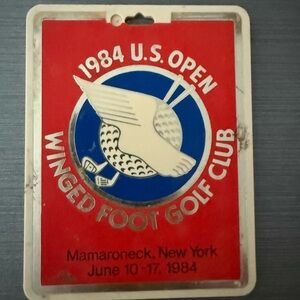 1984 U.S. OPEN
WINGED FOOT GOLF CLUB
Mamaroneck, New York
June 10-17, 1984